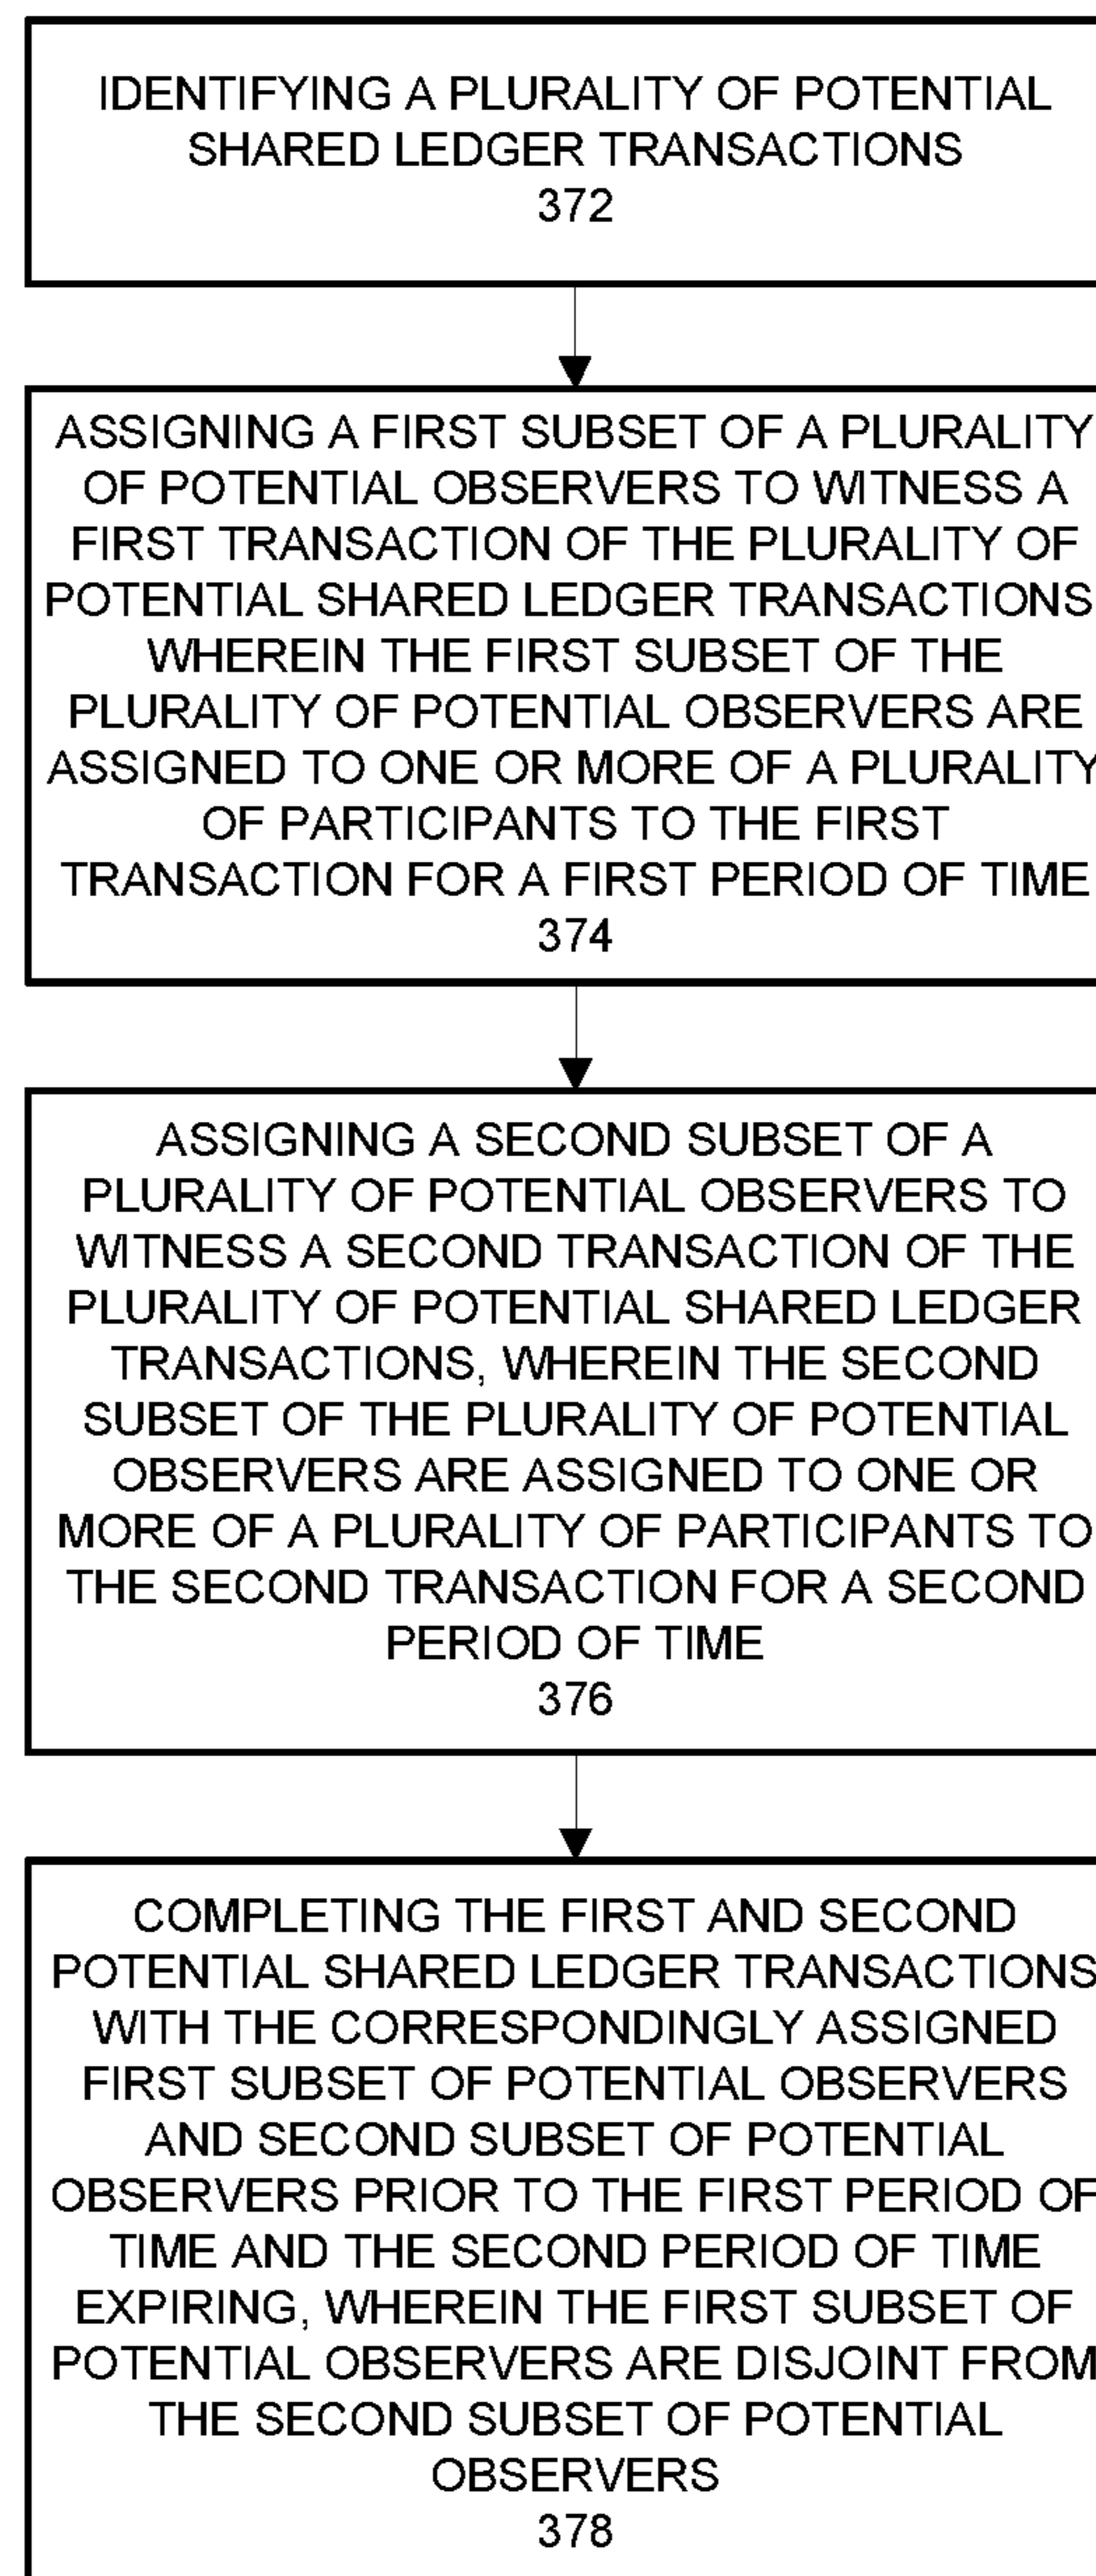 IDENTIFYING A PLURALITY OF POTENTIAL
SHARED LEDGER TRANSACTIONS
372
ASSIGNING A FIRST SUBSET OF A PLURALITY
OF POTENTIAL OBSERVERS TO WITNESS A
FIRST TRANSACTION OF THE PLURALITY OF
POTENTIAL SHARED LEDGER TRANSACTIONS
WHEREIN THE FIRST SUBSET OF THE
PLURALITY OF POTENTIAL OBSERVERS ARE
ASSIGNED TO ONE OR MORE OF A PLURALITY
OF PARTICIPANTS TO THE FIRST
TRANSACTION FOR A FIRST PERIOD OF TIME
374
ASSIGNING A SECOND SUBSET OF A
PLURALITY OF POTENTIAL OBSERVERS TO
WITNESS A SECOND TRANSACTION OF THE
PLURALITY OF POTENTIAL SHARED LEDGER
TRANSACTIONS, WHEREIN THE SECOND
SUBSET OF THE PLURALITY OF POTENTIAL
OBSERVERS ARE ASSIGNED TO ONE OR
MORE OF A PLURALITY OF PARTICIPANTS TO
THE SECOND TRANSACTION FOR A SECOND
PERIOD OF TIME
376
COMPLETING THE FIRST AND SECOND
POTENTIAL SHARED LEDGER TRANSACTIONS
WITH THE CORRESPONDINGLY ASSIGNED
FIRST SUBSET OF POTENTIAL OBSERVERS
AND SECOND SUBSET OF POTENTIAL
OBSERVERS PRIOR TO THE FIRST PERIOD OF
TIME AND THE SECOND PERIOD OF TIME
EXPIRING, WHEREIN THE FIRST SUBSET OF
POTENTIAL OBSERVERS ARE DISJOINT FROM
THE SECOND SUBSET OF POTENTIAL
OBSERVERS
378